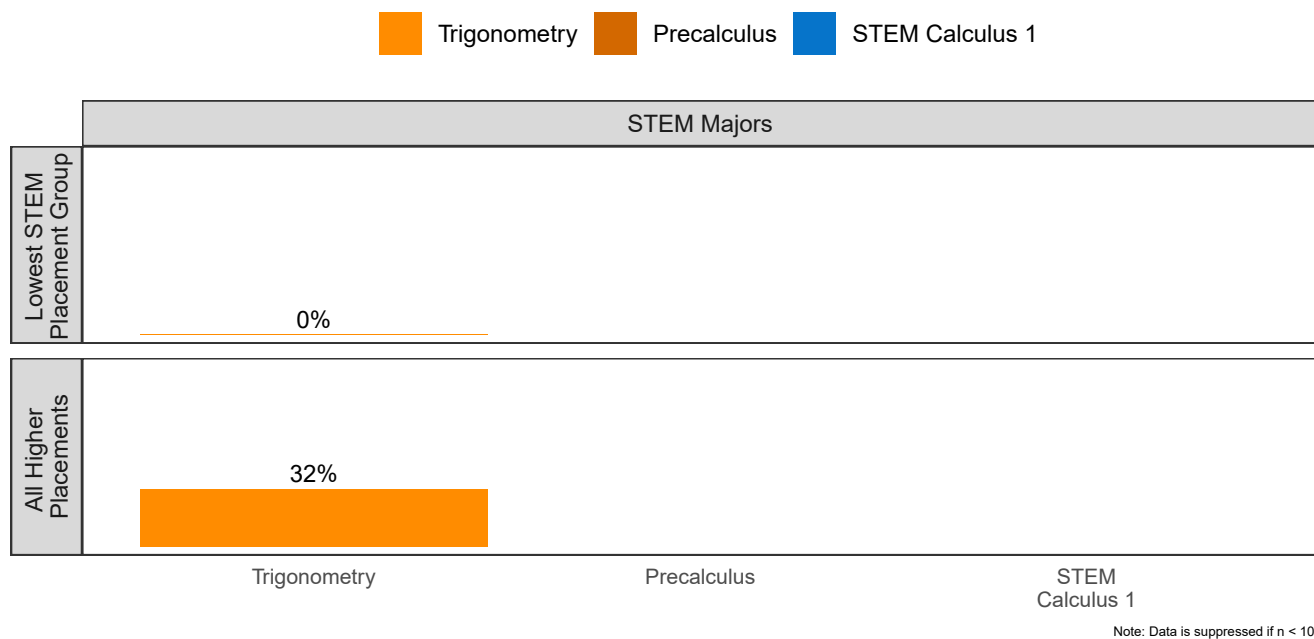 Trigonometry Precalculus STEM Calculus 1
STEM Majors
Lowest STEM
Placement Group
0%
All Higher
Placements
32%
Trigonometry Precalculus STEM
Calculus 1
Note: Data is suppressed if n < 10